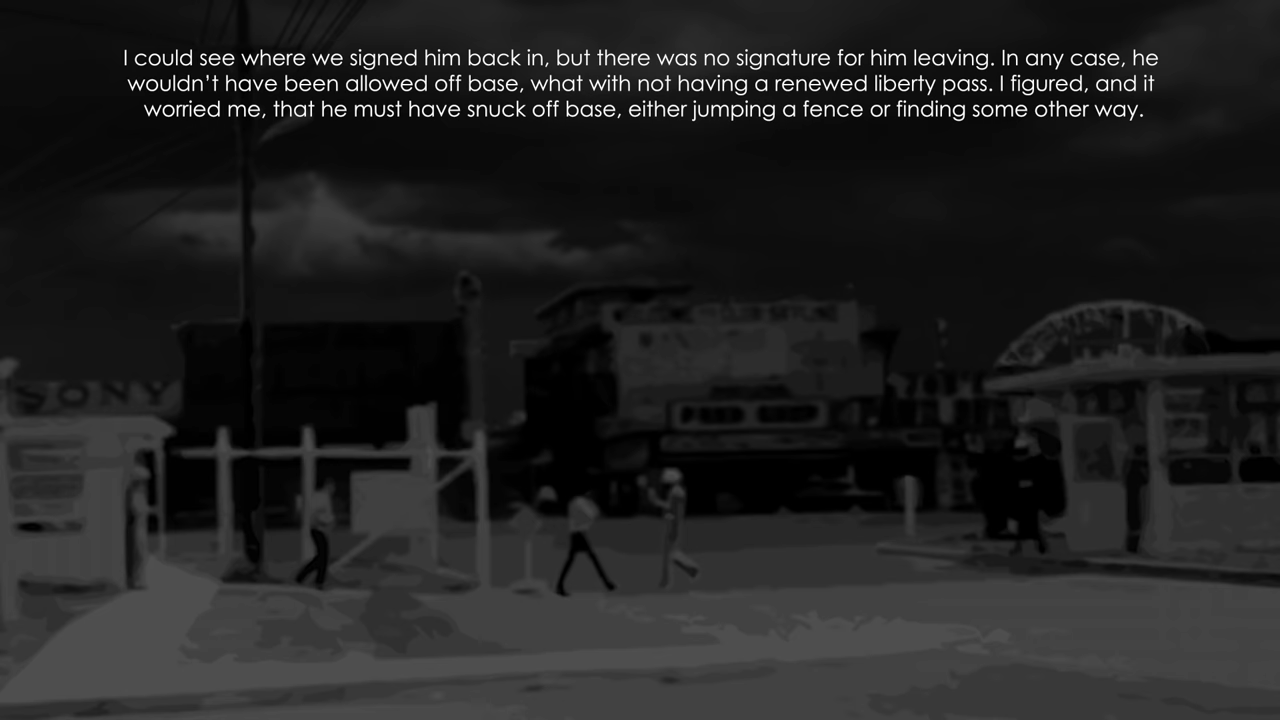 I could see where we signed him back in, but there was no signature for him leaving. In any case, he
wouldn’t have been allowed off base, what with not having a renewed liberty pass. I figured, and it
worried me, that he must have snuck off base, either jumping a fence or finding some other way.
SONY